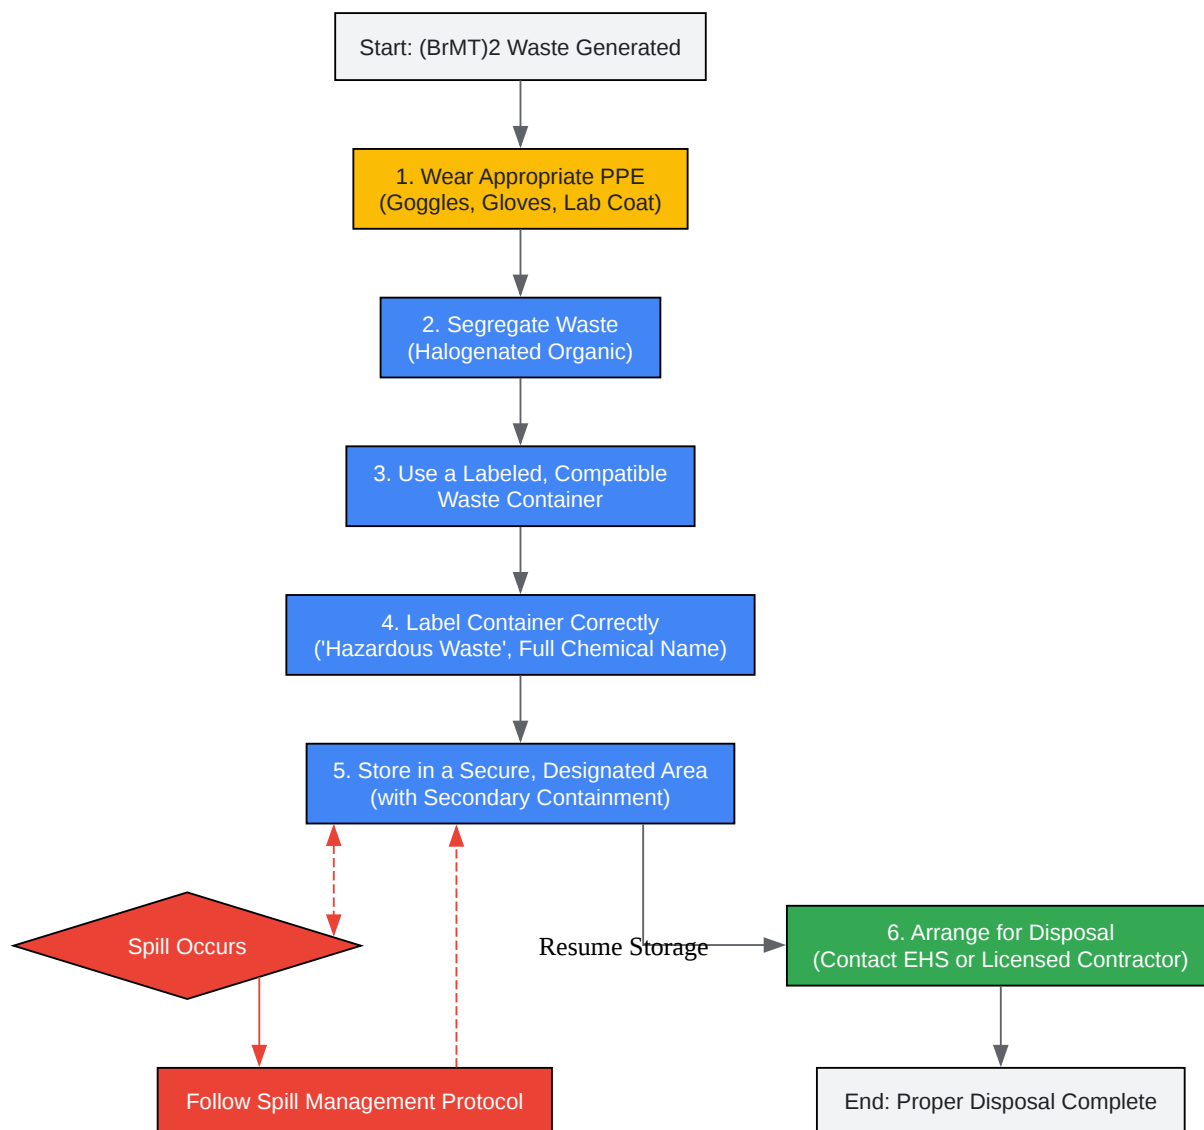 Start: (BrMT)2 Waste Generated
1. Wear Appropriate PPE
(Goggles, Gloves, Lab Coat)
2. Segregate Waste
(Halogenated Organic)
3. Use a Labeled, Compatible
Waste Container
4. Label Container Correctly
('Hazardous Waste', Full Chemical Name)
5. Store in a Secure, Designated Area
(with Secondary Containment)
Spill Occurs
Resume Storage
6. Arrange for Disposal
(Contact EHS or Licensed Contractor)
Follow Spill Management Protocol
End: Proper Disposal Complete